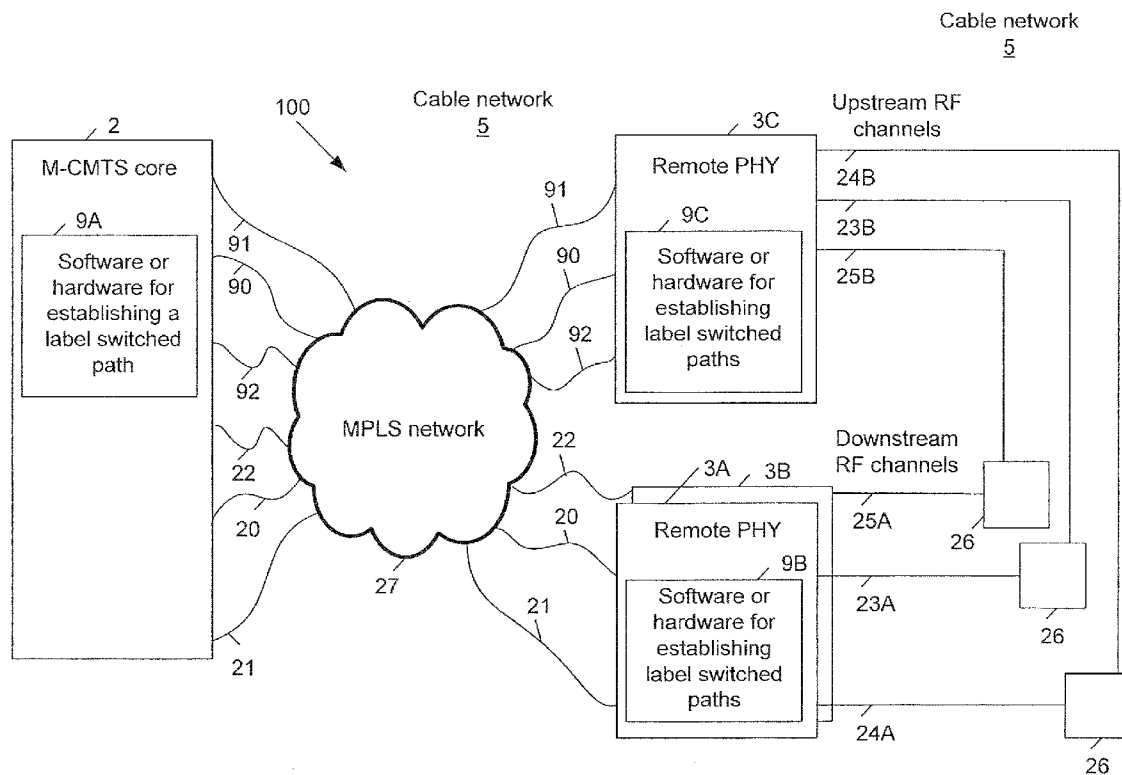 Cable network
5
Cable network
5
100
2
M-CMTS core
9A
Software or
hardware for
establishing a
label switched
path
91
90
92
22
20
21
MPLS network
27
91
90
92
22
20
21
3C
Remote PHY
9C
Software or
hardware for
establishing
label switched
paths
Upstream RF
channels
24B
23B
25B
Downstream
RF channels
3A
3B
Remote PHY
9B
Software or
hardware for
establishing
label switched
paths
25A
23A
24A
26
26
26